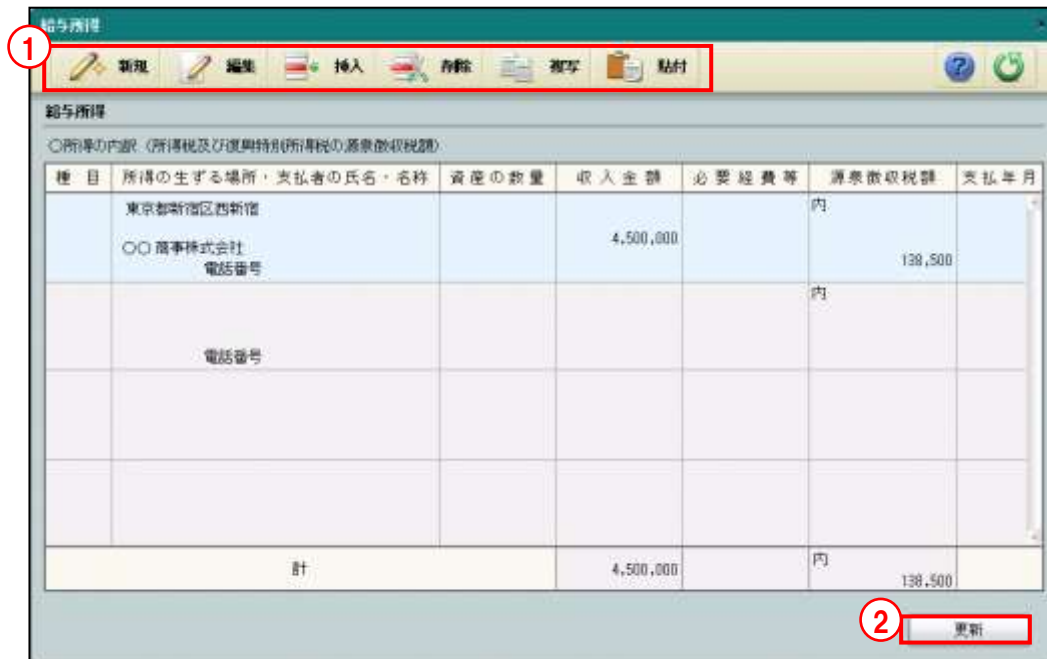 給与所得
1
新規 編集 挿入 削除 複写 貼付
給与所得
○所得の内訳（所得税及び復興特別所得税の源泉徴収税額）
種 目 所得の生ずる場所・支払者の氏名・名称 資産の数量 収入金額 必要経費等 源泉徴収税額 支払年月
東京都新宿区西新宿 内
○○商事株式会社 4,500,000
電話番号 138,500
内
電話番号
計 4,500,000 内 138,500
2 更新